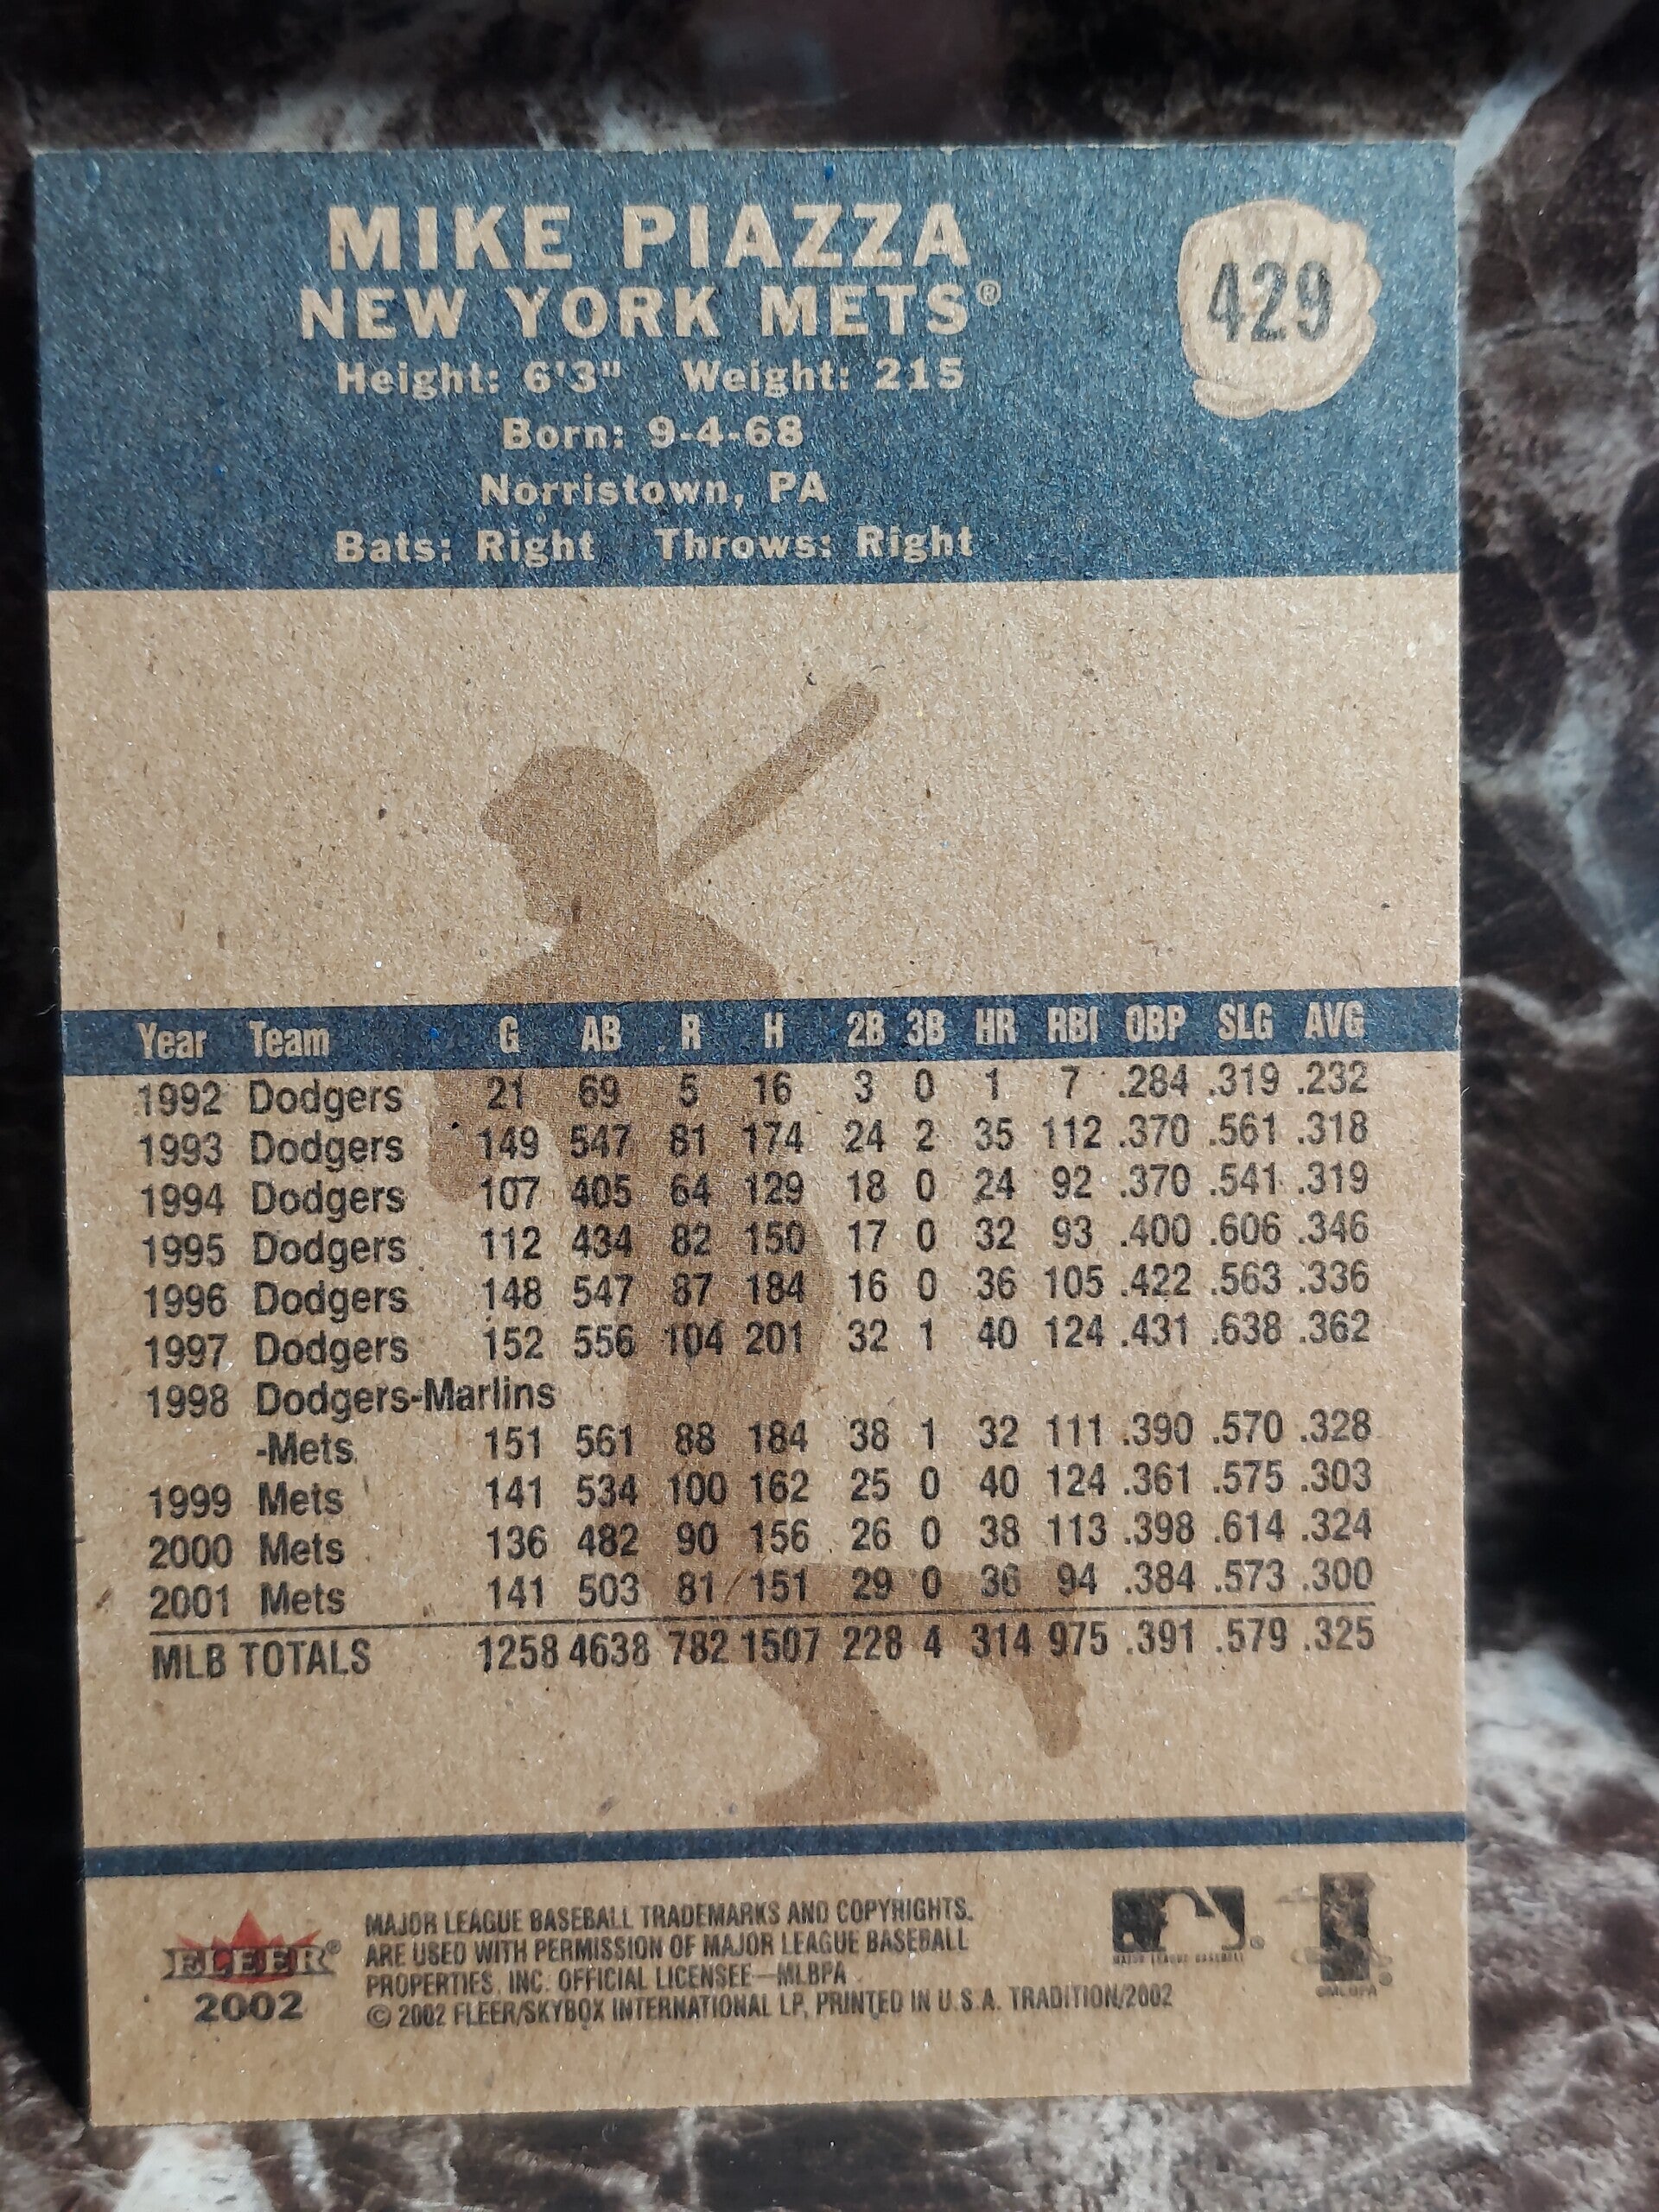 MIKE PIAZZA
429
NEW YORK METS®
Height: 6'3" Weight: 215
Born: 9-4-68
Norristown, PA
Bats: Right Throws: Right
Year Team G AB R H 2B 3B HR RBI OBP SLG AVG
1992 Dodgers 21 69 5 16 3 0 1 7 .284 .319 .232
1993 Dodgers 149 547 81 174 24 2 35 112 .370 .561 .318
1994 Dodgers 107 405 64 129 18 0 24 92 .370 .541 .319
1995 Dodgers 112 434 82 150 17 0 32 93 .400 .606 .346
1996 Dodgers 148 547 87 184 16 0 36 105 .422 .563 .336
1997 Dodgers 152 556 104 201 32 1 40 124 .431 .638 .362
1998 Dodgers-Marlins
-Mets 151 561 88 184 38 1 32 111 .390 .570 .328
1999 Mets 141 534 100 162 25 0 40 124 .361 .575 .303
2000 Mets 136 482 90 156 26 0 38 113 .398 .614 .324
2001 Mets 141 503 81 151 29 0 36 94 .384 .573 .300
MLB TOTALS 1258 4638 782 1507 228 4 314 975 .391 .579 .325
FLEER®
2002
MAJOR LEAGUE BASEBALL TRADEMARKS AND COPYRIGHTS.
ARE USED WITH PERMISSION OF MAJOR LEAGUE BASEBALL
PROPERTIES, INC. OFFICIAL LICENSEE—MLBPA
© 2002 FLEER/SKYBOX INTERNATIONAL LP, PRINTED IN U.S.A. TRADITION/2002
MAJOR LEAGUE BASEBALL
®
©MLBPA
®